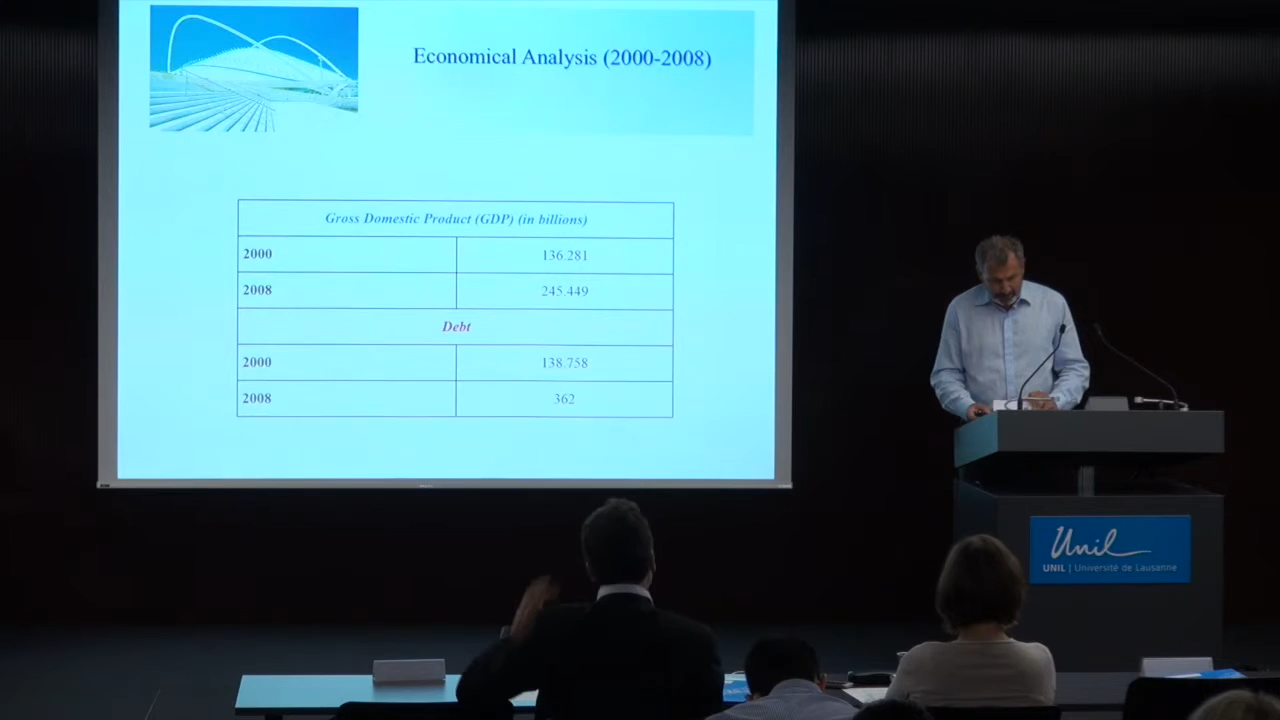 Economical Analysis (2000-2008)
Gross Domestic Product (GDP) (in billions)
2000 136.281
2008 245.449
Debt
2000 138.758
2008 362
Unil
UNIL | Université de Lausanne